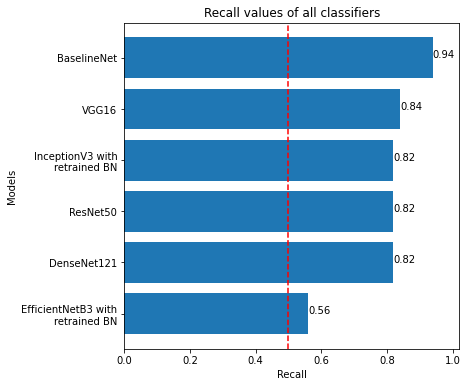 Recall values of all classifiers
BaselineNet
0.94
VGG16
0.84
InceptionV3 with
retrained BN
0.82
ResNet50
0.82
DenseNet121
0.82
EfficientNetB3 with
retrained BN
0.56
Models
0.0 0.2 0.4 0.6 0.8 1.0
Recall